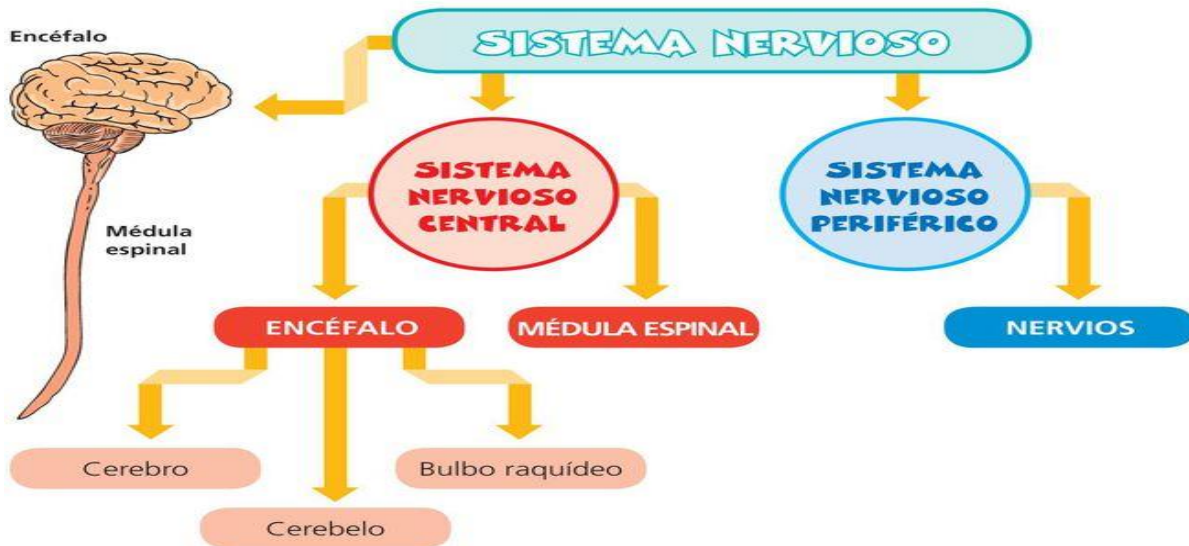 Encéfalo
SISTEMA NERVIOSO
SISTEMA
NERVIOSO
CENTRAL
SISTEMA
NERVIOSO
PERIFÉRICO
Médula
espinal
ENCÉFALO
MÉDULA ESPINAL
NERVIOS
Cerebro
Bulbo raquídeo
Cerebelo